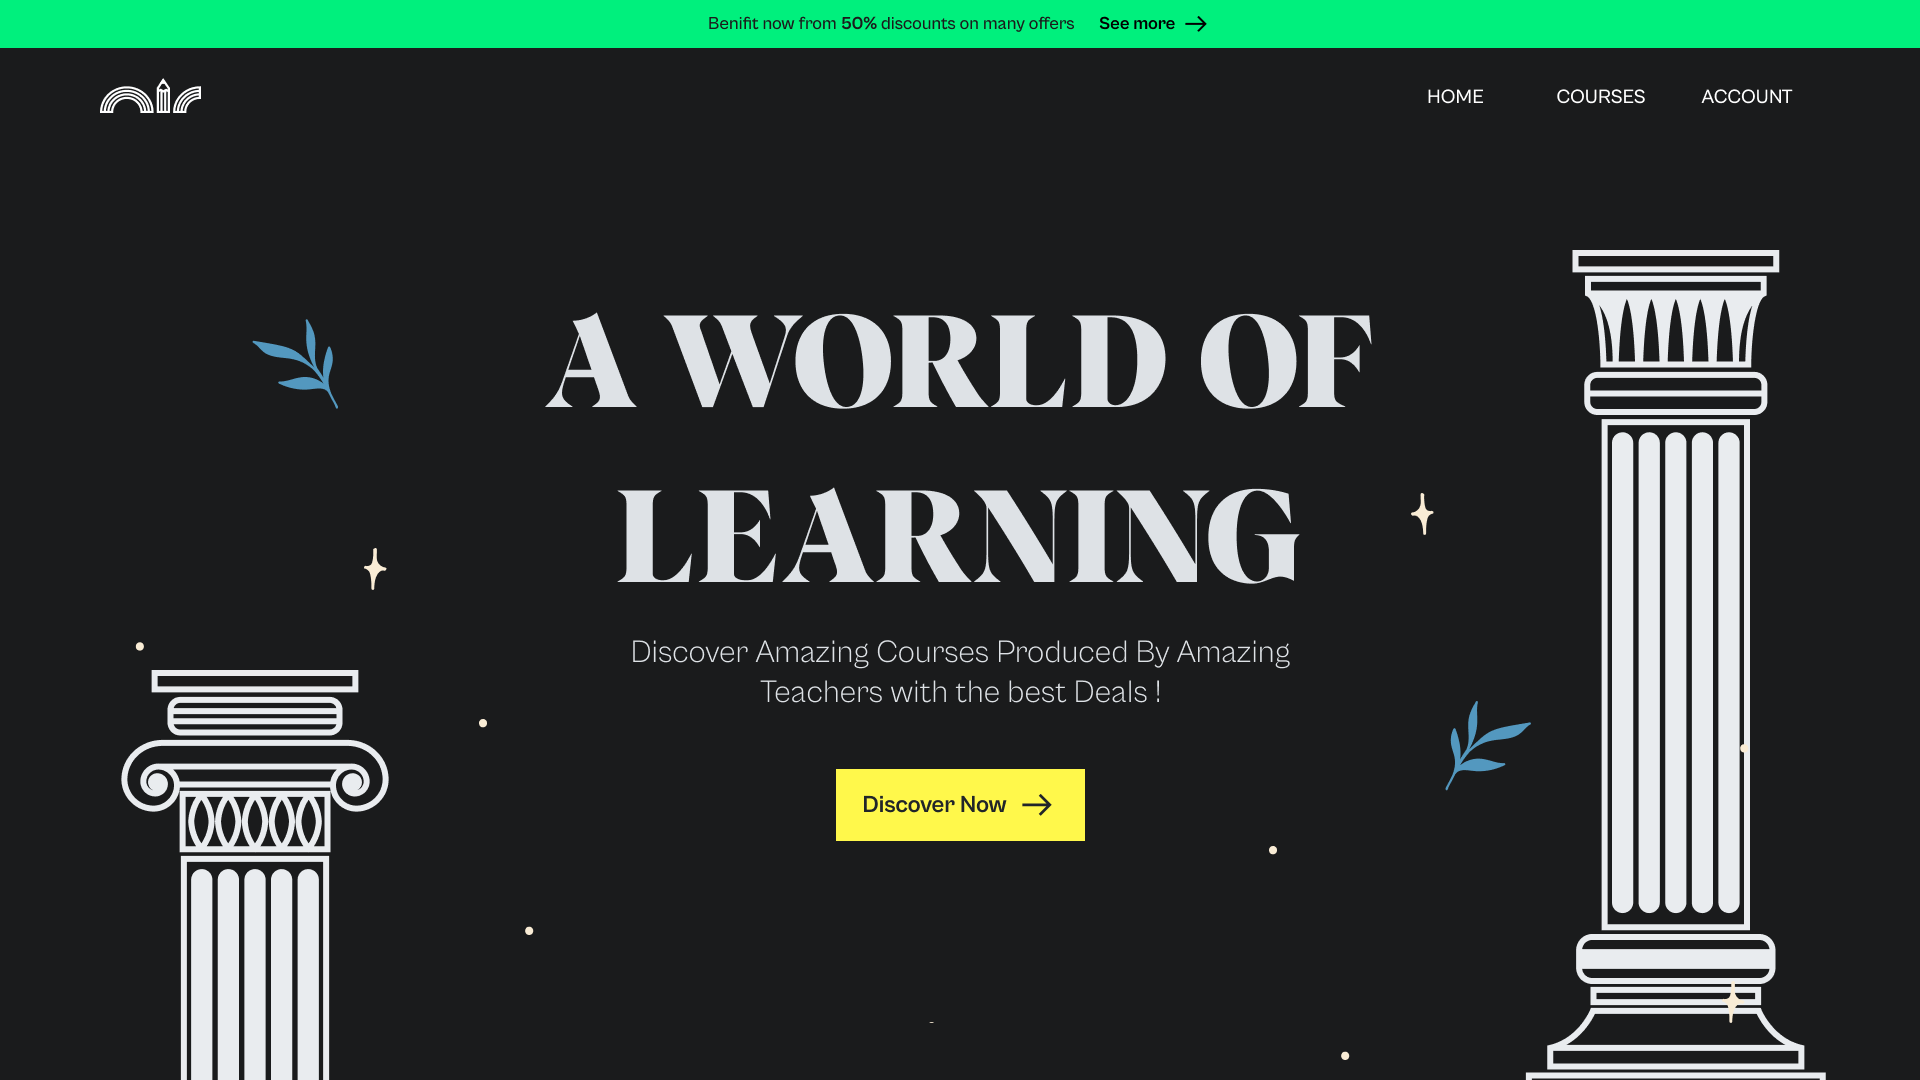 Benifit now from 50% discounts on many offers See more
HOME COURSES ACCOUNT
A WORLD OF
LEARNING
Discover Amazing Courses Produced By Amazing
Teachers with the best Deals !
Discover Now